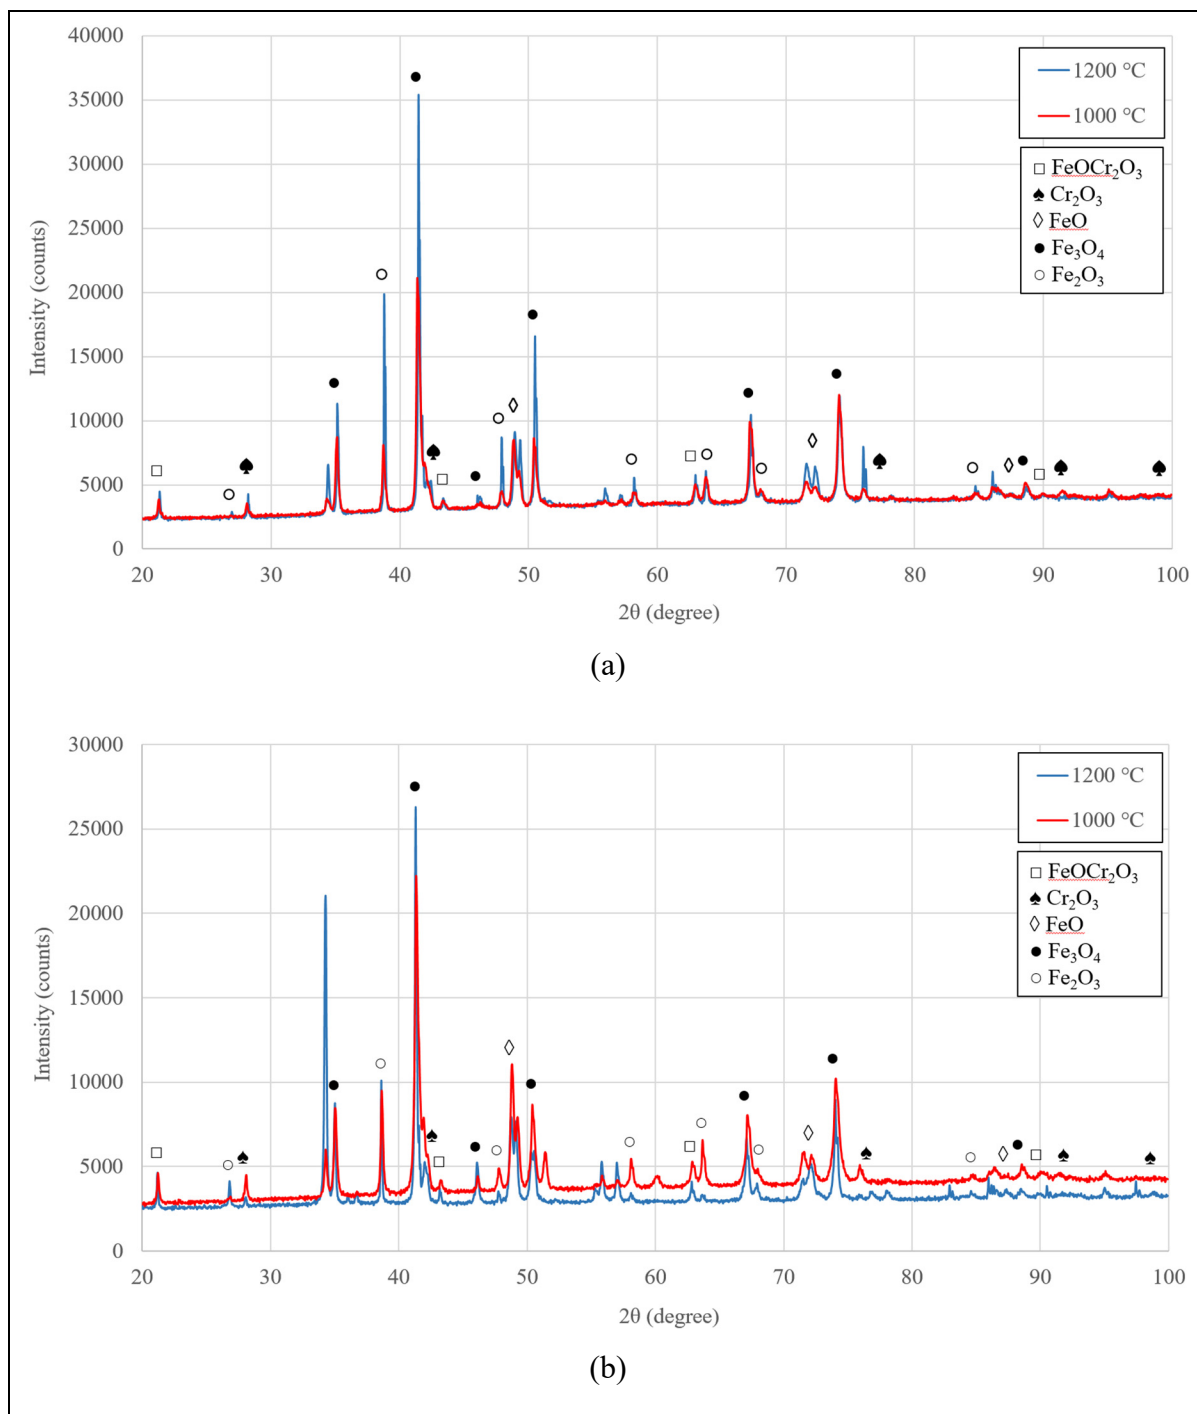 40000
35000
30000
25000
20000
15000
10000
5000
0
Intensity (counts)
1200 °C
1000 °C
FeOCr₂O₃
Cr₂O₃
FeO
Fe₃O₄
Fe₂O₃
20 30 40 50 60 70 80 90 100
2θ (degree)
(a)
30000
25000
20000
15000
10000
5000
0
Intensity (counts)
1200 °C
1000 °C
FeOCr₂O₃
Cr₂O₃
FeO
Fe₃O₄
Fe₂O₃
20 30 40 50 60 70 80 90 100
2θ (degree)
(b)